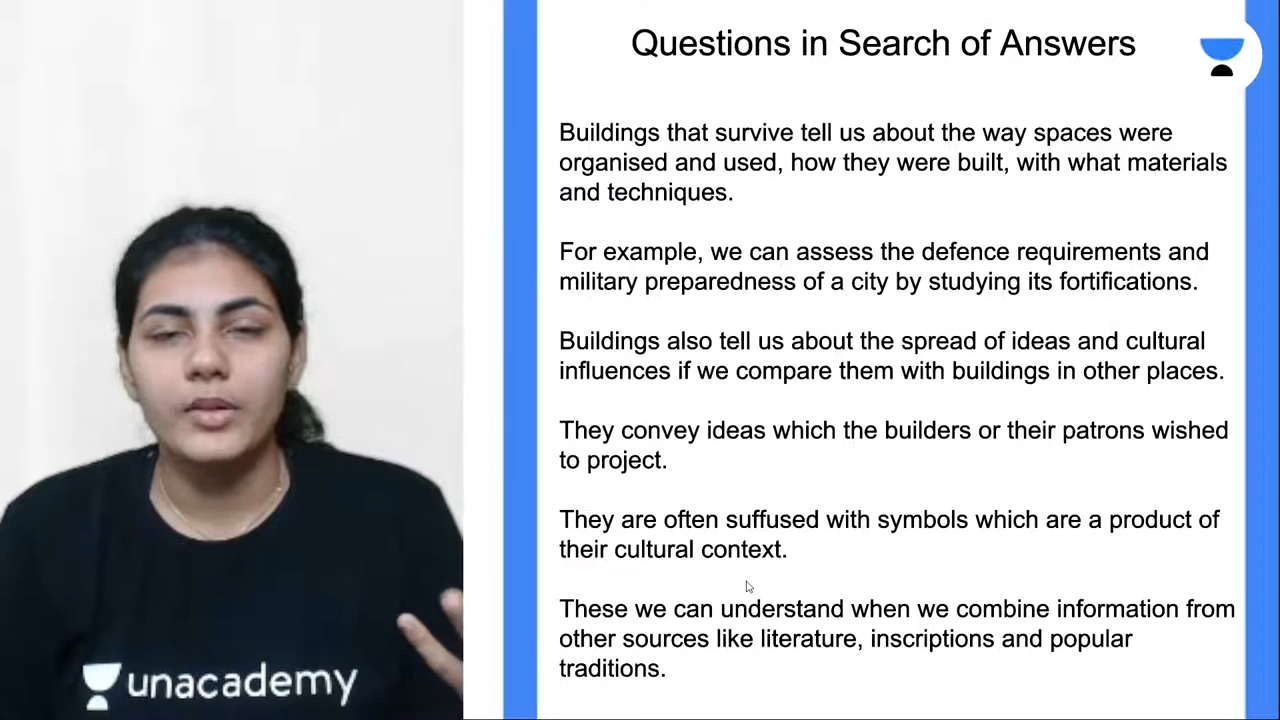 Questions in Search of Answers
Buildings that survive tell us about the way spaces were
organised and used, how they were built, with what materials
and techniques.
For example, we can assess the defence requirements and
military preparedness of a city by studying its fortifications.
Buildings also tell us about the spread of ideas and cultural
influences if we compare them with buildings in other places.
They convey ideas which the builders or their patrons wished
to project.
They are often suffused with symbols which are a product of
their cultural context.
These we can understand when we combine information from
other sources like literature, inscriptions and popular
traditions.
unacademy